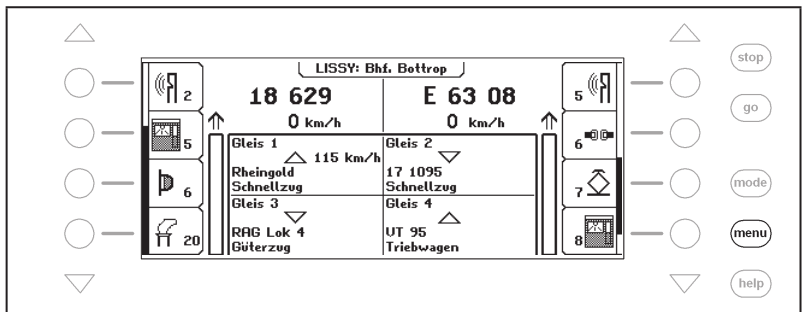 LISSY: Bhf. Bottrop
18 629
E 63 08
0 km/h
0 km/h
2
5
6
20
5
6
7
8
Gleis 1
115 km/h
Rheingold
Schnellzug
Gleis 2
17 1095
Schnellzug
Gleis 3
RAG Lok 4
Güterzug
Gleis 4
VT 95
Triebwagen
stop
go
mode
menu
help